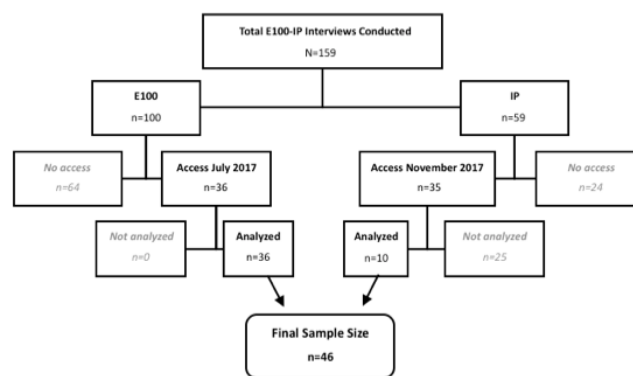 Total E100-IP Interviews Conducted
N=159
E100
n=100
IP
n=59
No access
n=64
Access July 2017
n=36
Access November 2017
n=35
No access
n=24
Not analyzed
n=0
Analyzed
n=36
Analyzed
n=10
Not analyzed
n=25
Final Sample Size
n=46